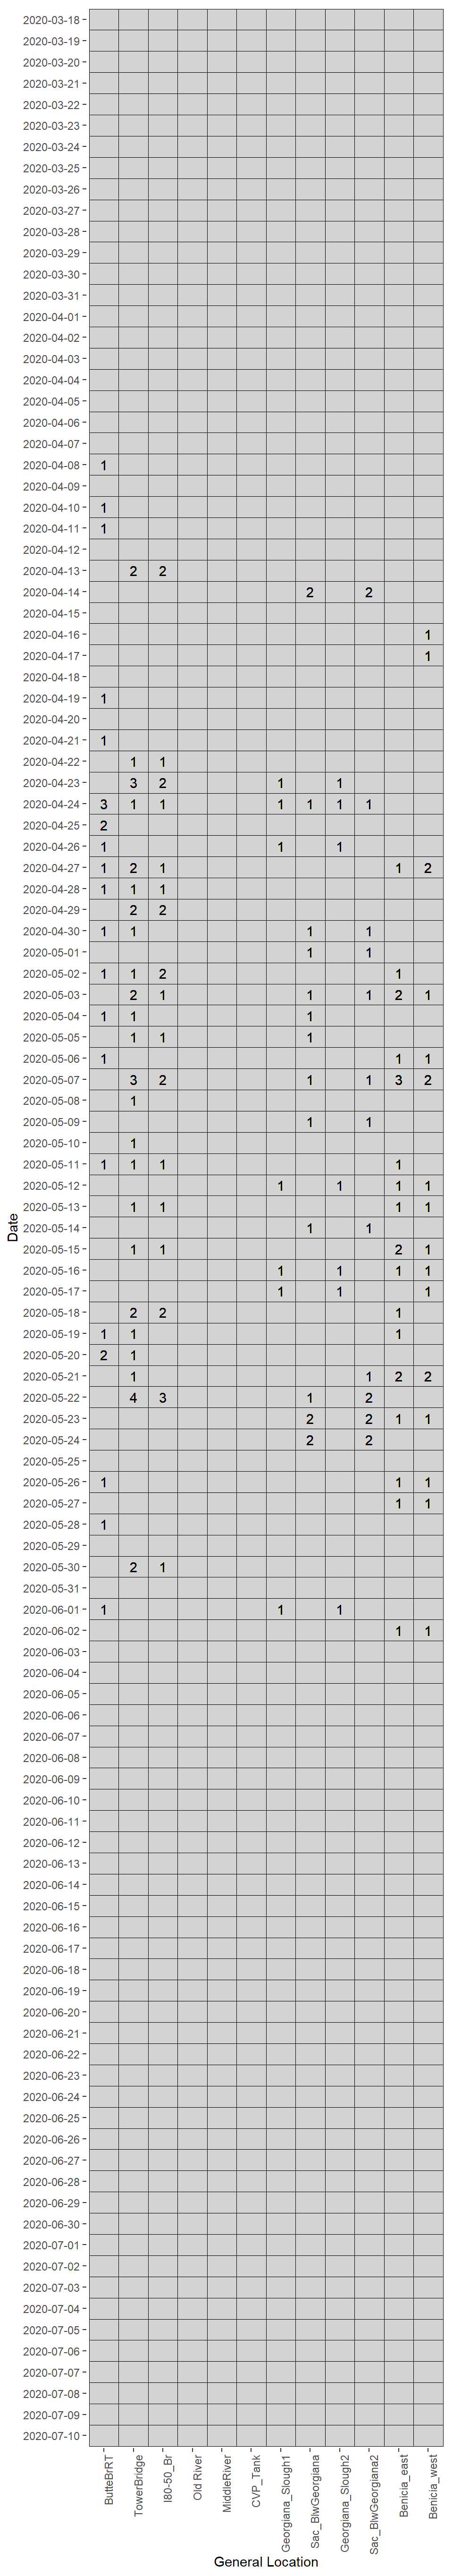 2020-03-18
2020-03-19
2020-03-20
2020-03-21
2020-03-22
2020-03-23
2020-03-24
2020-03-25
2020-03-26
2020-03-27
2020-03-28
2020-03-29
2020-03-30
2020-03-31
2020-04-01
2020-04-02
2020-04-03
2020-04-04
2020-04-05
2020-04-06
2020-04-07
2020-04-08 1
2020-04-09
2020-04-10 1
2020-04-11 1
2020-04-12
2020-04-13 2 2
2020-04-14 2 2
2020-04-15
2020-04-16 1
2020-04-17 1
2020-04-18
2020-04-19 1
2020-04-20
2020-04-21 1
2020-04-22 1 1
2020-04-23 3 2 1 1
2020-04-24 3 1 1 1 1 1 1
2020-04-25 2
2020-04-26 1 1 1
2020-04-27 1 2 1 1 2
2020-04-28 1 1 1
2020-04-29 2 2
2020-04-30 1 1 1 1
2020-05-01 1 1
2020-05-02 1 1 2 1
2020-05-03 2 1 1 1 2 1
2020-05-04 1 1 1
2020-05-05 1 1 1
2020-05-06 1 1 1
2020-05-07 3 2 1 1 3 2
2020-05-08 1
2020-05-09 1 1
2020-05-10 1
2020-05-11 1 1 1 1
2020-05-12 1 1 1 1
2020-05-13 1 1 1 1
2020-05-14 1 1
2020-05-15 1 1 2 1
2020-05-16 1 1 1 1
2020-05-17 1 1 1
2020-05-18 2 2 1
2020-05-19 1 1 1
2020-05-20 2 1
2020-05-21 1 1 2 2
2020-05-22 4 3 1 2
2020-05-23 2 2 1 1
2020-05-24 2 2
2020-05-25
2020-05-26 1 1 1
2020-05-27 1 1
2020-05-28 1
2020-05-29
2020-05-30 2 1
2020-05-31
2020-06-01 1 1 1
2020-06-02 1 1
2020-06-03
2020-06-04
2020-06-05
2020-06-06
2020-06-07
2020-06-08
2020-06-09
2020-06-10
2020-06-11
2020-06-12
2020-06-13
2020-06-14
2020-06-15
2020-06-16
2020-06-17
2020-06-18
2020-06-19
2020-06-20
2020-06-21
2020-06-22
2020-06-23
2020-06-24
2020-06-25
2020-06-26
2020-06-27
2020-06-28
2020-06-29
2020-06-30
2020-07-01
2020-07-02
2020-07-03
2020-07-04
2020-07-05
2020-07-06
2020-07-07
2020-07-08
2020-07-09
2020-07-10
Date
ButteBrRT
TowerBridge
I80-50_Br
Old River
MiddleRiver
CVP_Tank
Georgiana_Slough1
Sac_BlwGeorgiana
Georgiana_Slough2
Sac_BlwGeorgiana2
Benicia_east
Benicia_west
General Location